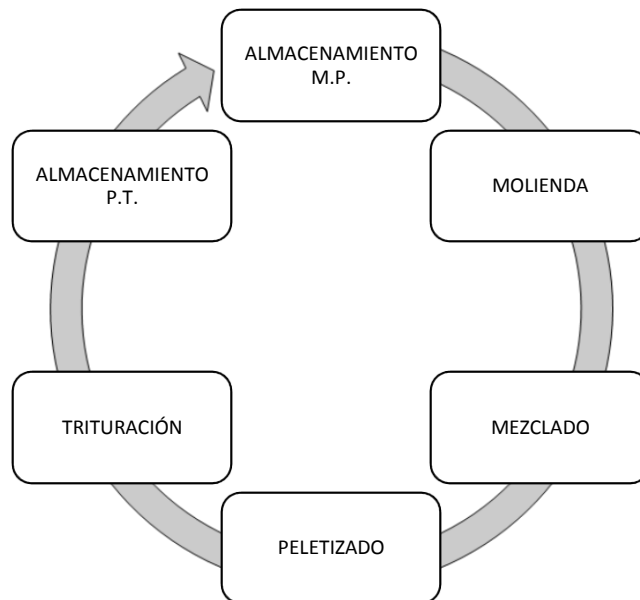 ALMACENAMIENTO
M.P.
MOLIENDA
MEZCLADO
PELETIZADO
TRITURACIÓN
ALMACENAMIENTO
P.T.